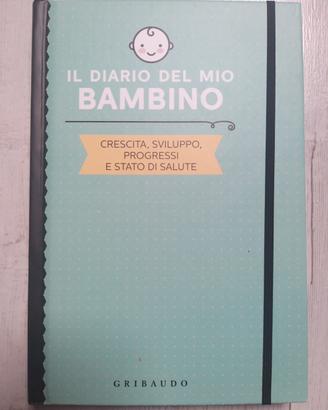 IL DIARIO DEL MIO
BAMBINO
CRESCITA, SVILUPPO,
PROGRESSI
E STATO DI SALUTE
GRIBAUDO